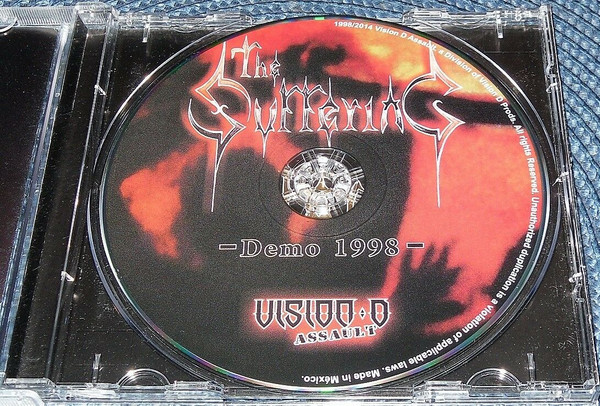 The
Suffering
-Demo 1998-
VISION·D
ASSAULT
1998/2014 Vision D Assault, a Division of Vision D Prods. All rights Reserved. Unauthorized duplication is a violation of applicable laws. Made in México.